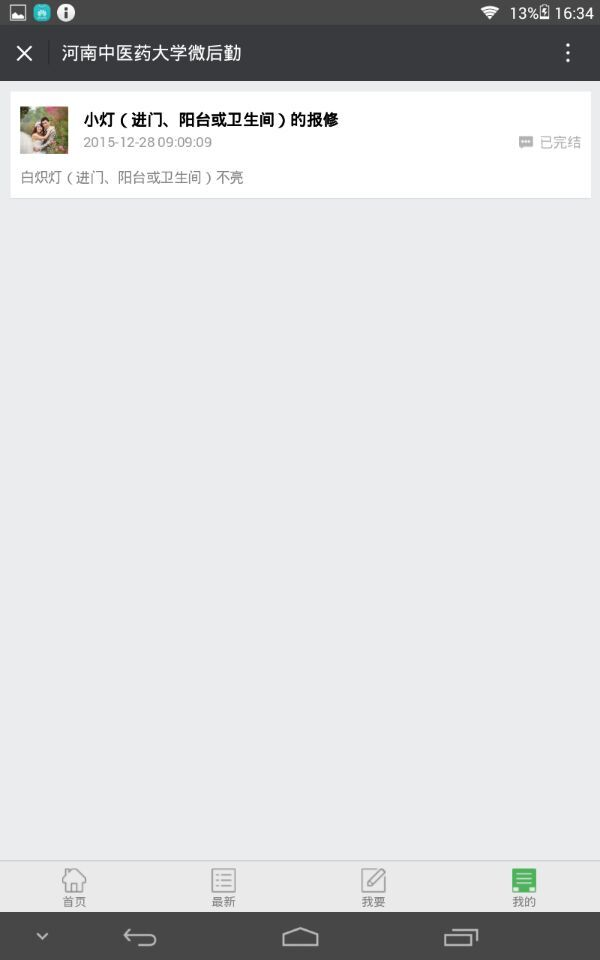 13% 16:34
河南中医药大学微后勤
小灯（进门、阳台或卫生间）的报修
2015-12-28 09:09:09
已完结
白炽灯（进门、阳台或卫生间）不亮
首页
最新
我要
我的